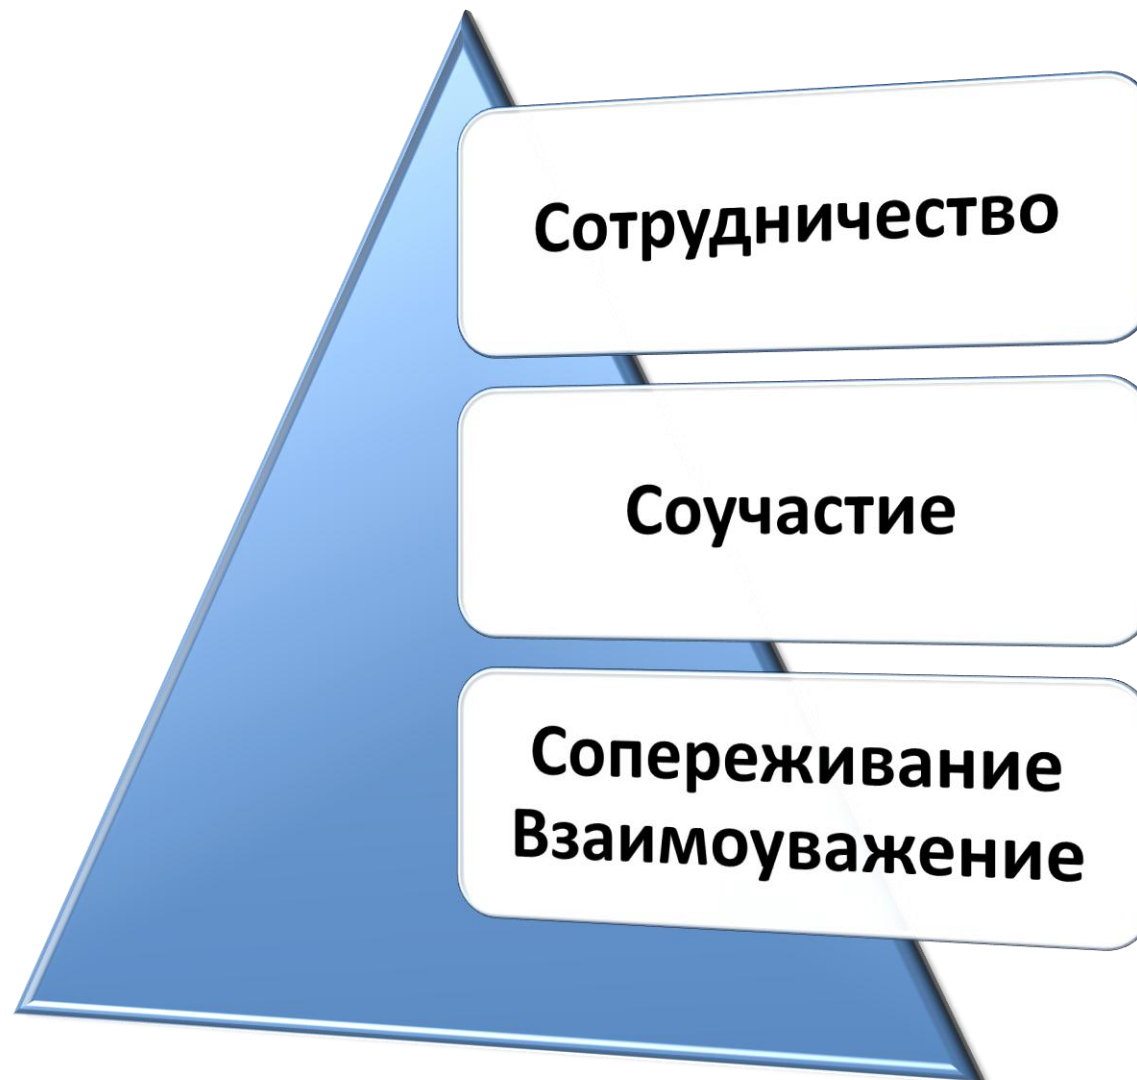 Сотрудничество
Соучастие
Сопереживание
Взаимоуважение